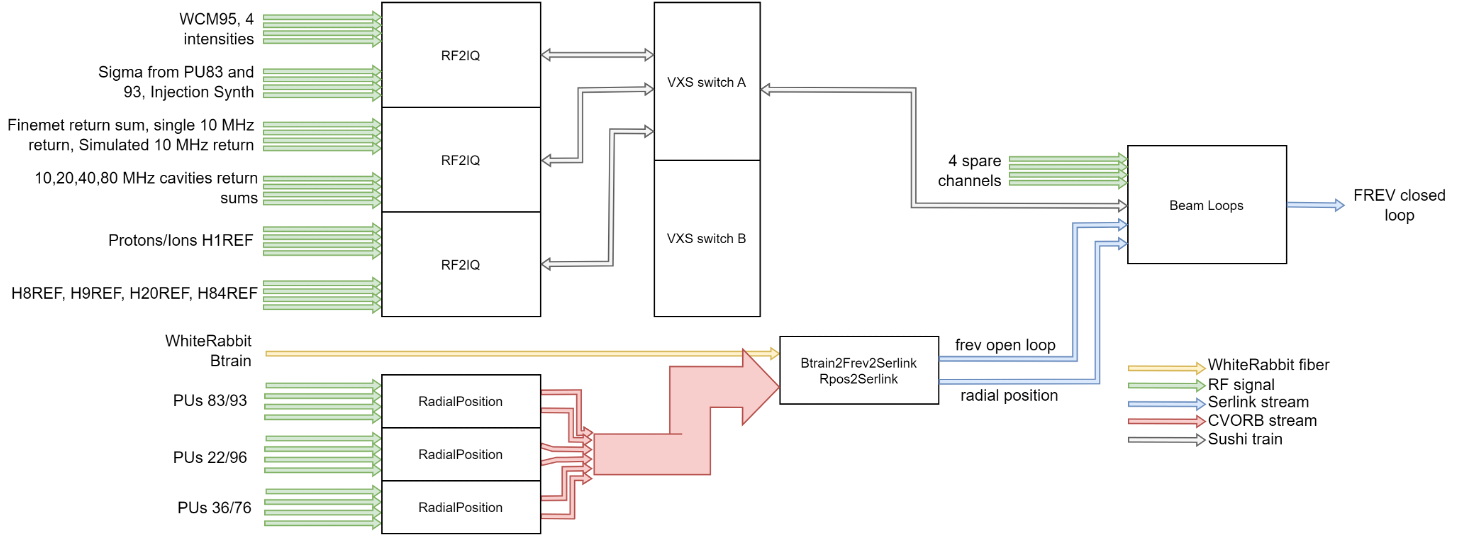 WCM95, 4
intensities
Sigma from PU83 and
93, Injection Synth
Finemet return sum, single 10 MHz
return, Simulated 10 MHz return
10,20,40,80 MHz cavities return
sums
Protons/Ions H1REF
H8REF, H9REF, H20REF, H84REF
RF2IQ
RF2IQ
RF2IQ
VXS switch A
VXS switch B
4 spare
channels
Beam Loops
FREV closed
loop
WhiteRabbit
Btrain
PUs 83/93
PUs 22/96
PUs 36/76
RadialPosition
RadialPosition
RadialPosition
Btrain2Frev2Serlink
Rpos2Serlink
frev open loop
radial position
WhiteRabbit fiber
RF signal
Serlink stream
CVORB stream
Sushi train